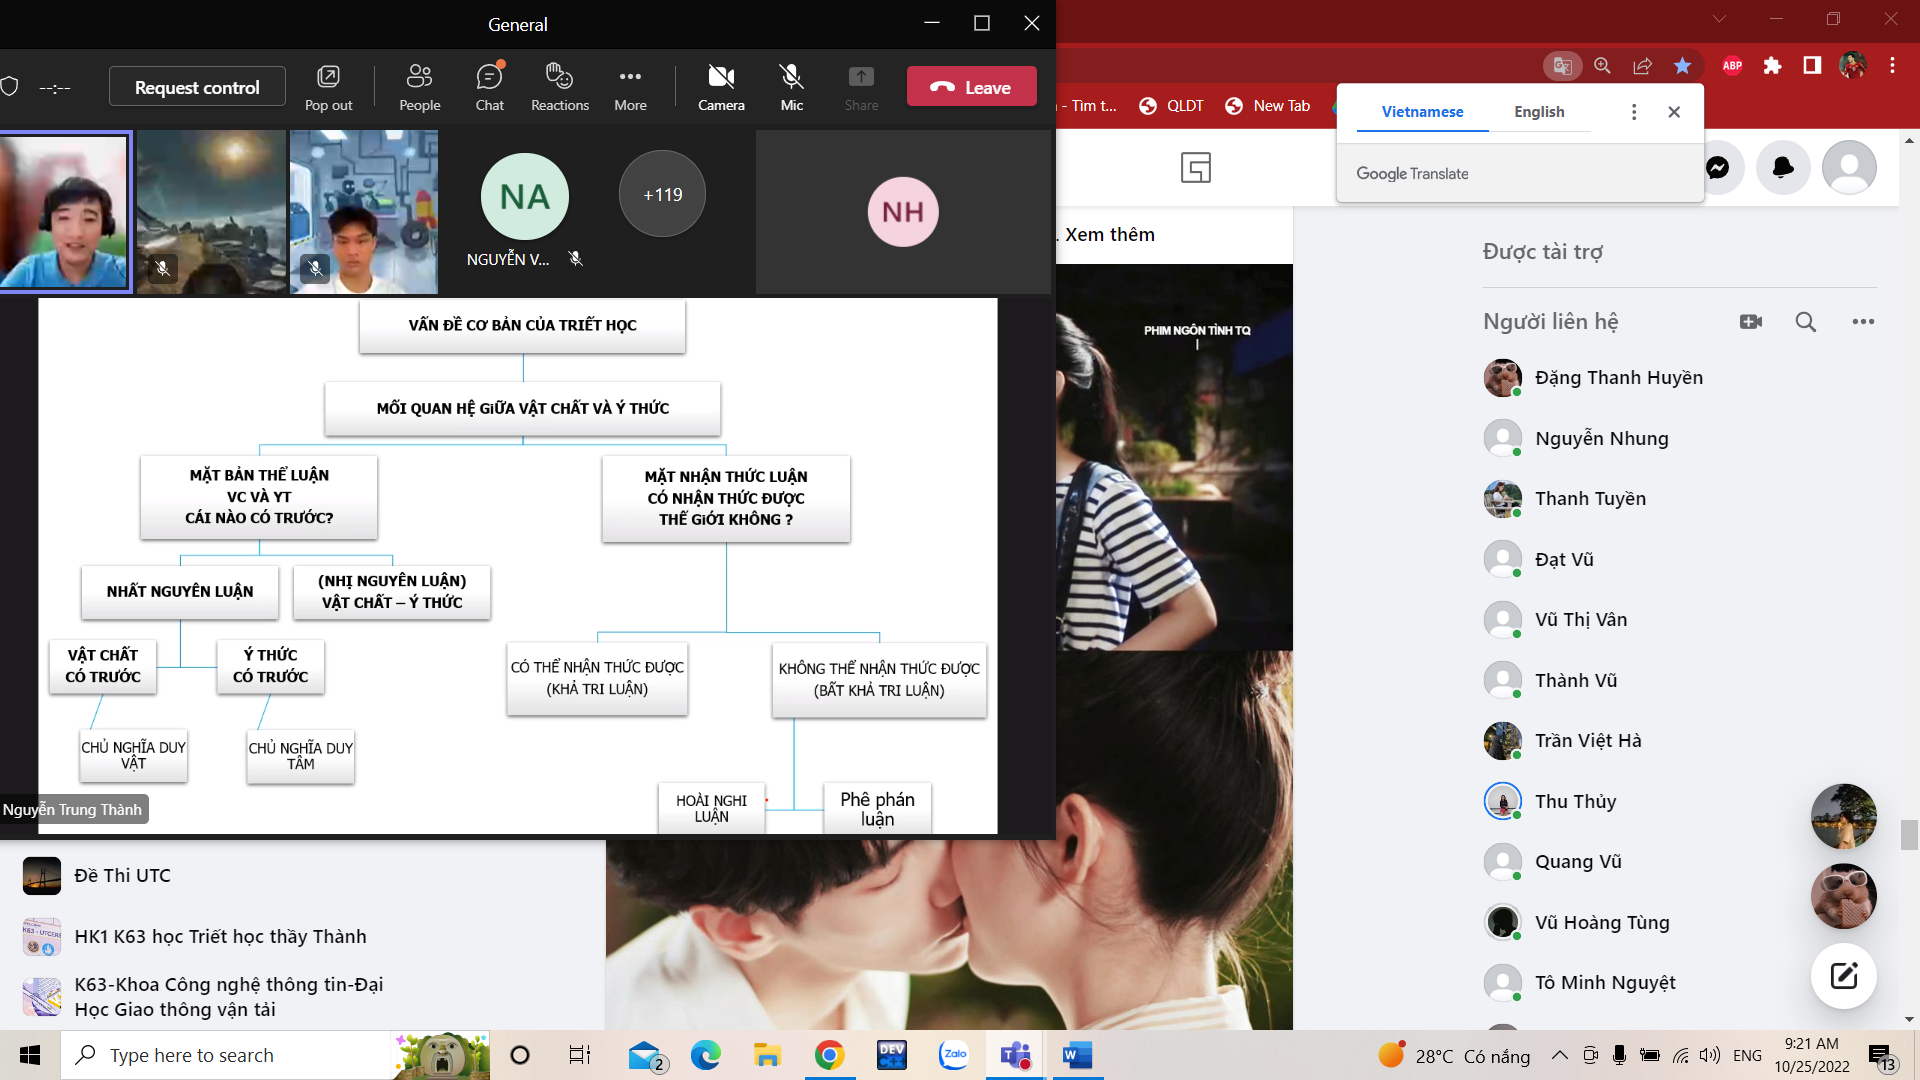 General
--:--
Request control
Pop out
People
Chat
Reactions
More
Camera
Mic
Share
Leave
- Tìm t...
QLDT
New Tab
ABP
Vietnamese
English
Google Translate
NA
NGUYỄN V...
+119
NH
Xem thêm
PHIM NGÔN TÌNH TQ
VẤN ĐỀ CƠ BẢN CỦA TRIẾT HỌC
MỐI QUAN HỆ GiỮA VẬT CHẤT VÀ Ý THỨC
MẶT BẢN THỂ LUẬN
VC VÀ YT
CÁI NÀO CÓ TRƯỚC?
MẶT NHẬN THỨC LUẬN
CÓ NHẬN THỨC ĐƯỢC
THẾ GiỚI KHÔNG ?
NHẤT NGUYÊN LUẬN
(NHỊ NGUYÊN LUẬN)
VẬT CHẤT – Ý THỨC
VẬT CHẤT
CÓ TRƯỚC
Ý THỨC
CÓ TRƯỚC
CÓ THỂ NHẬN THỨC ĐƯỢC
(KHẢ TRI LUẬN)
KHÔNG THỂ NHẬN THỨC ĐƯỢC
(BẤT KHẢ TRI LUẬN)
CHỦ NGHĨA DUY
VẬT
CHỦ NGHĨA DUY
TÂM
HOÀI NGHI
LUẬN
Phê phán
luận
Nguyễn Trung Thành
Được tài trợ
Người liên hệ
Đặng Thanh Huyền
Nguyễn Nhung
Thanh Tuyền
Đạt Vũ
Vũ Thị Vân
Thành Vũ
Trần Việt Hà
Thu Thủy
Quang Vũ
Vũ Hoàng Tùng
Tô Minh Nguyệt
Đề Thi UTC
HK1 K63 học Triết học thầy Thành
K63-Khoa Công nghệ thông tin-Đại
Học Giao thông vận tải
Type here to search
2
DEV
Zalo
28°C Có nắng
ENG
9:21 AM
10/25/2022
13